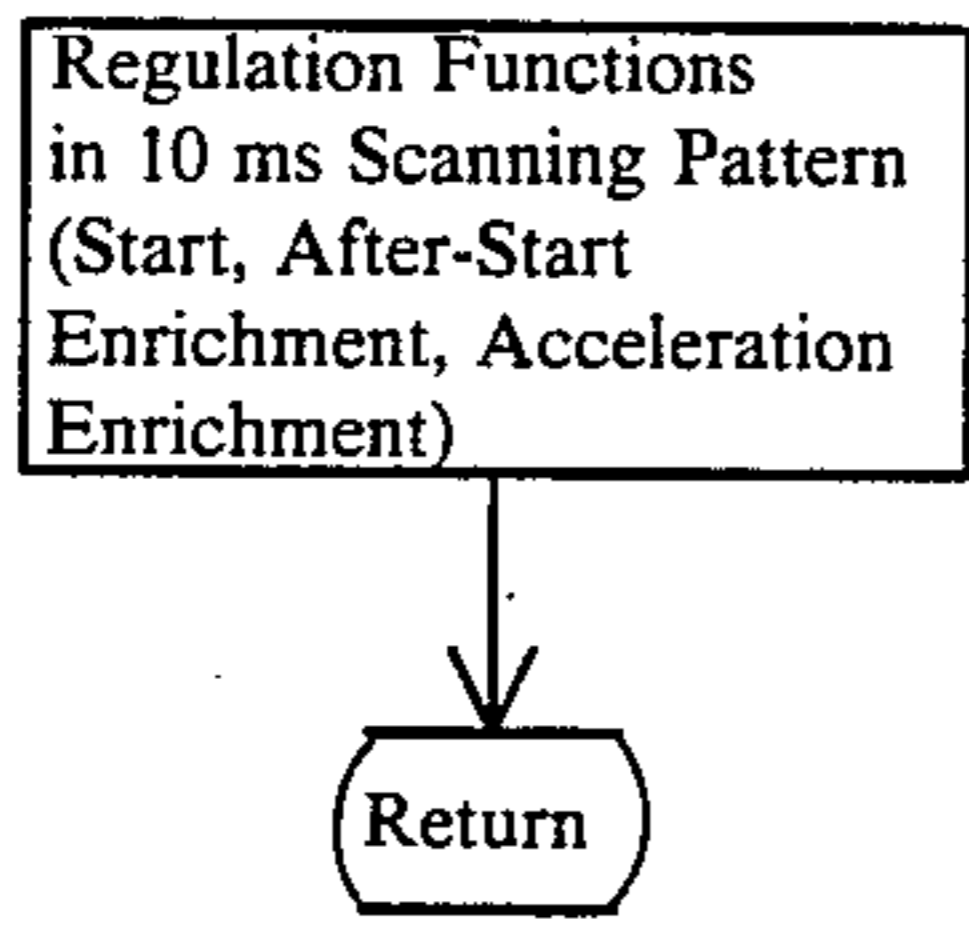 Regulation Functions
in 10 ms Scanning Pattern
(Start, After-Start
Enrichment, Acceleration
Enrichment)
Return